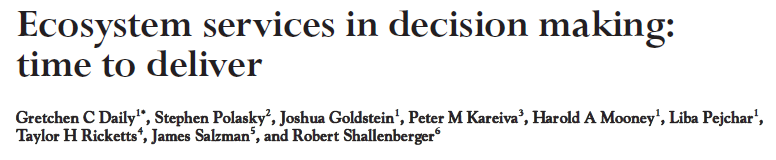 Ecosystem services in decision making:
time to deliver
Gretchen C Daily¹*, Stephen Polasky², Joshua Goldstein¹, Peter M Kareiva³, Harold A Mooney¹, Liba Pejchar¹,
Taylor H Ricketts⁴, James Salzman⁵, and Robert Shallenberger⁶